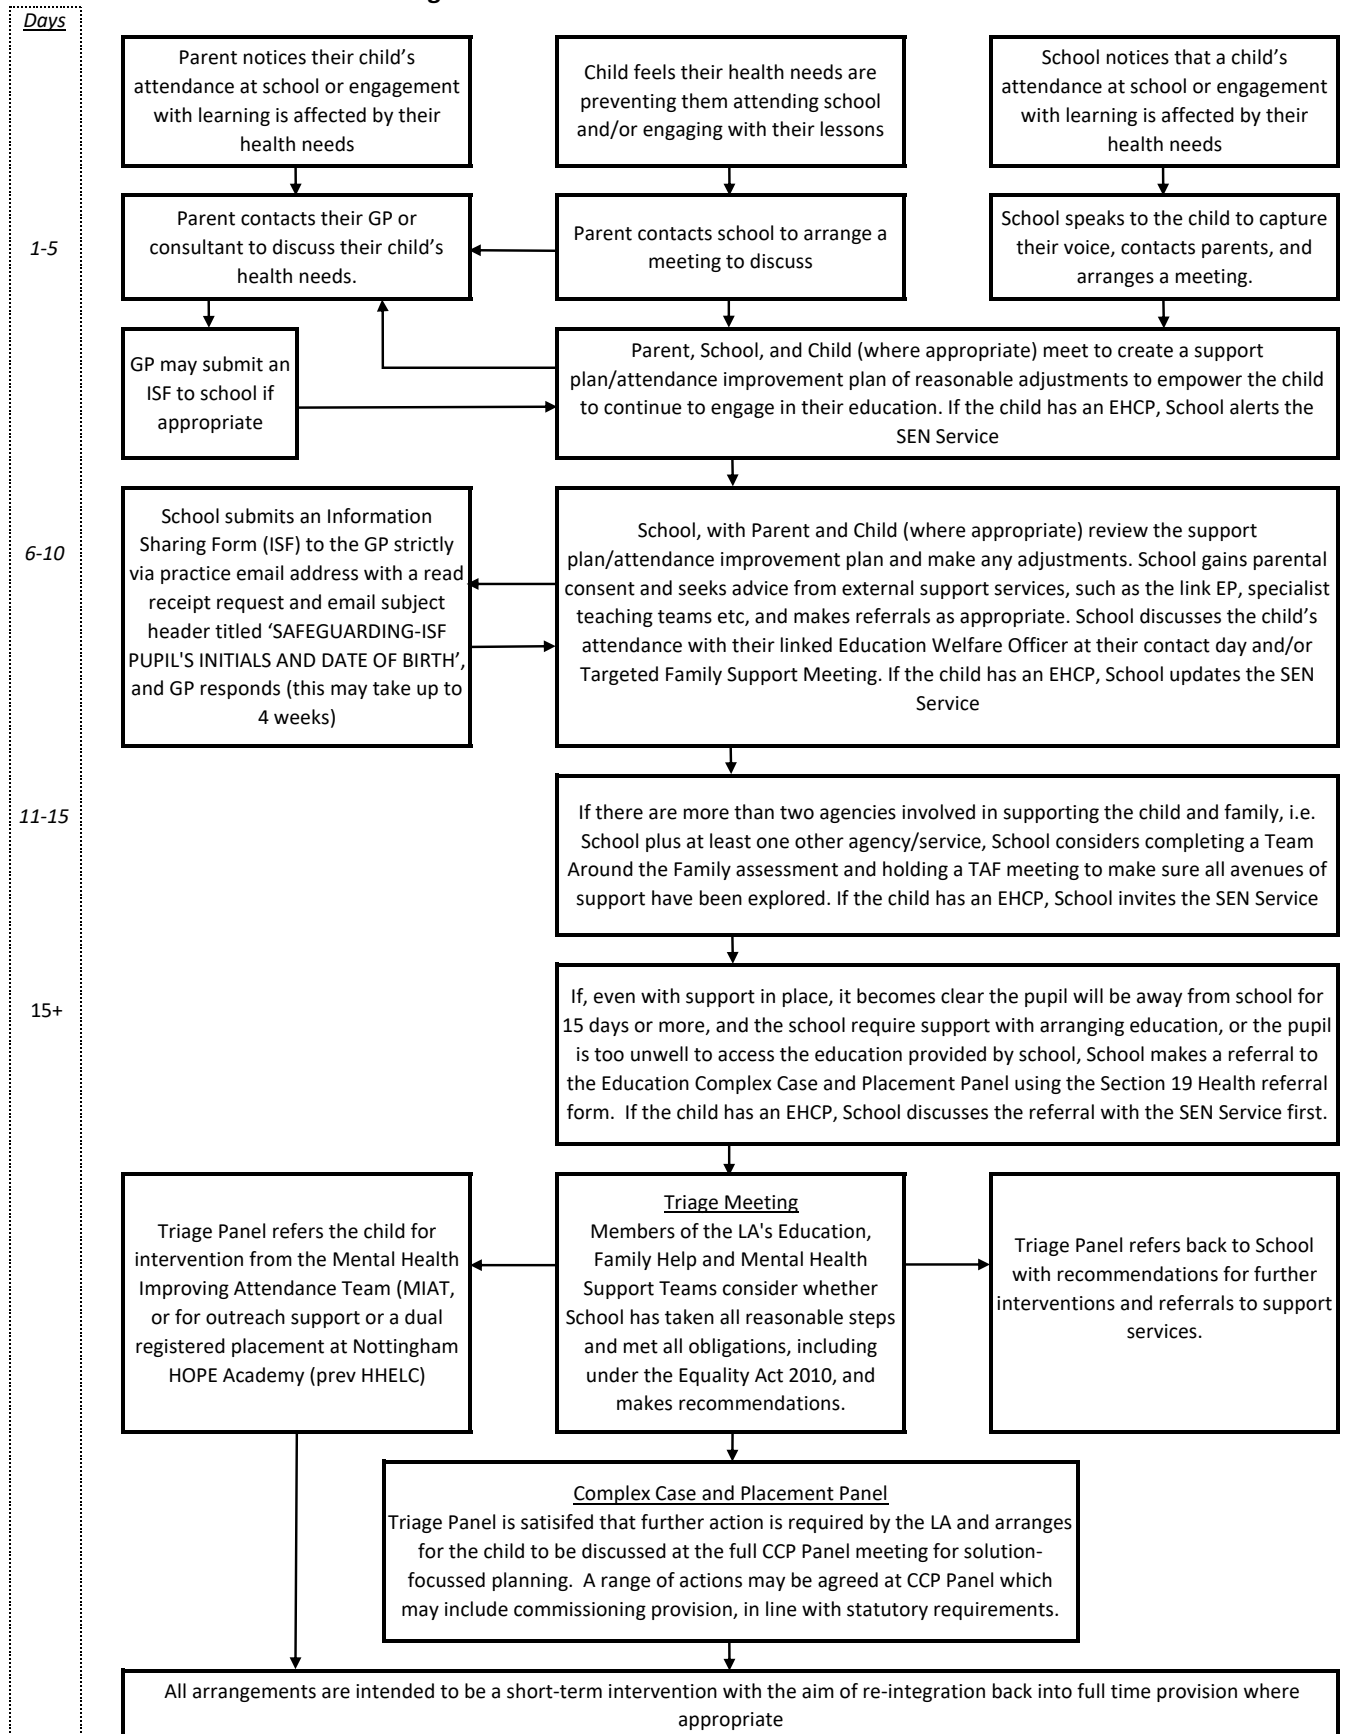 Days
Parent notices their child's
attendance at school or engagement
with learning is affected by their
health needs
Child feels their health needs are
preventing them attending school
and/or engaging with their lessons
School notices that a child's
attendance at school or engagement
with learning is affected by their
health needs
1-5
Parent contacts their GP or
consultant to discuss their child's
health needs.
Parent contacts school to arrange a
meeting to discuss
School speaks to the child to capture
their voice, contacts parents, and
arranges a meeting.
GP may submit an
ISF to school if
appropriate
Parent, School, and Child (where appropriate) meet to create a support
plan/attendance improvement plan of reasonable adjustments to empower the child
to continue to engage in their education. If the child has an EHCP, School alerts the
SEN Service
6-10
School submits an Information
Sharing Form (ISF) to the GP strictly
via practice email address with a read
receipt request and email subject
header titled ‘SAFEGUARDING-ISF
PUPIL'S INITIALS AND DATE OF BIRTH’,
and GP responds (this may take up to
4 weeks)
School, with Parent and Child (where appropriate) review the support
plan/attendance improvement plan and make any adjustments. School gains parental
consent and seeks advice from external support services, such as the link EP, specialist
teaching teams etc, and makes referrals as appropriate. School discusses the child's
attendance with their linked Education Welfare Officer at their contact day and/or
Targeted Family Support Meeting. If the child has an EHCP, School updates the SEN
Service
11-15
If there are more than two agencies involved in supporting the child and family, i.e.
School plus at least one other agency/service, School considers completing a Team
Around the Family assessment and holding a TAF meeting to make sure all avenues of
support have been explored. If the child has an EHCP, School invites the SEN Service
15+
If, even with support in place, it becomes clear the pupil will be away from school for
15 days or more, and the school require support with arranging education, or the pupil
is too unwell to access the education provided by school, School makes a referral to
the Education Complex Case and Placement Panel using the Section 19 Health referral
form.  If the child has an EHCP, School discusses the referral with the SEN Service first.
Triage Panel refers the child for
intervention from the Mental Health
Improving Attendance Team (MIAT,
or for outreach support or a dual
registered placement at Nottingham
HOPE Academy (prev HHELC)
Triage Meeting
Members of the LA's Education,
Family Help and Mental Health
Support Teams consider whether
School has taken all reasonable steps
and met all obligations, including
under the Equality Act 2010, and
makes recommendations.
Triage Panel refers back to School
with recommendations for further
interventions and referrals to support
services.
Complex Case and Placement Panel
Triage Panel is satisifed that further action is required by the LA and arranges
for the child to be discussed at the full CCP Panel meeting for solution-
focussed planning.  A range of actions may be agreed at CCP Panel which
may include commissioning provision, in line with statutory requirements.
All arrangements are intended to be a short-term intervention with the aim of re-integration back into full time provision where
appropriate